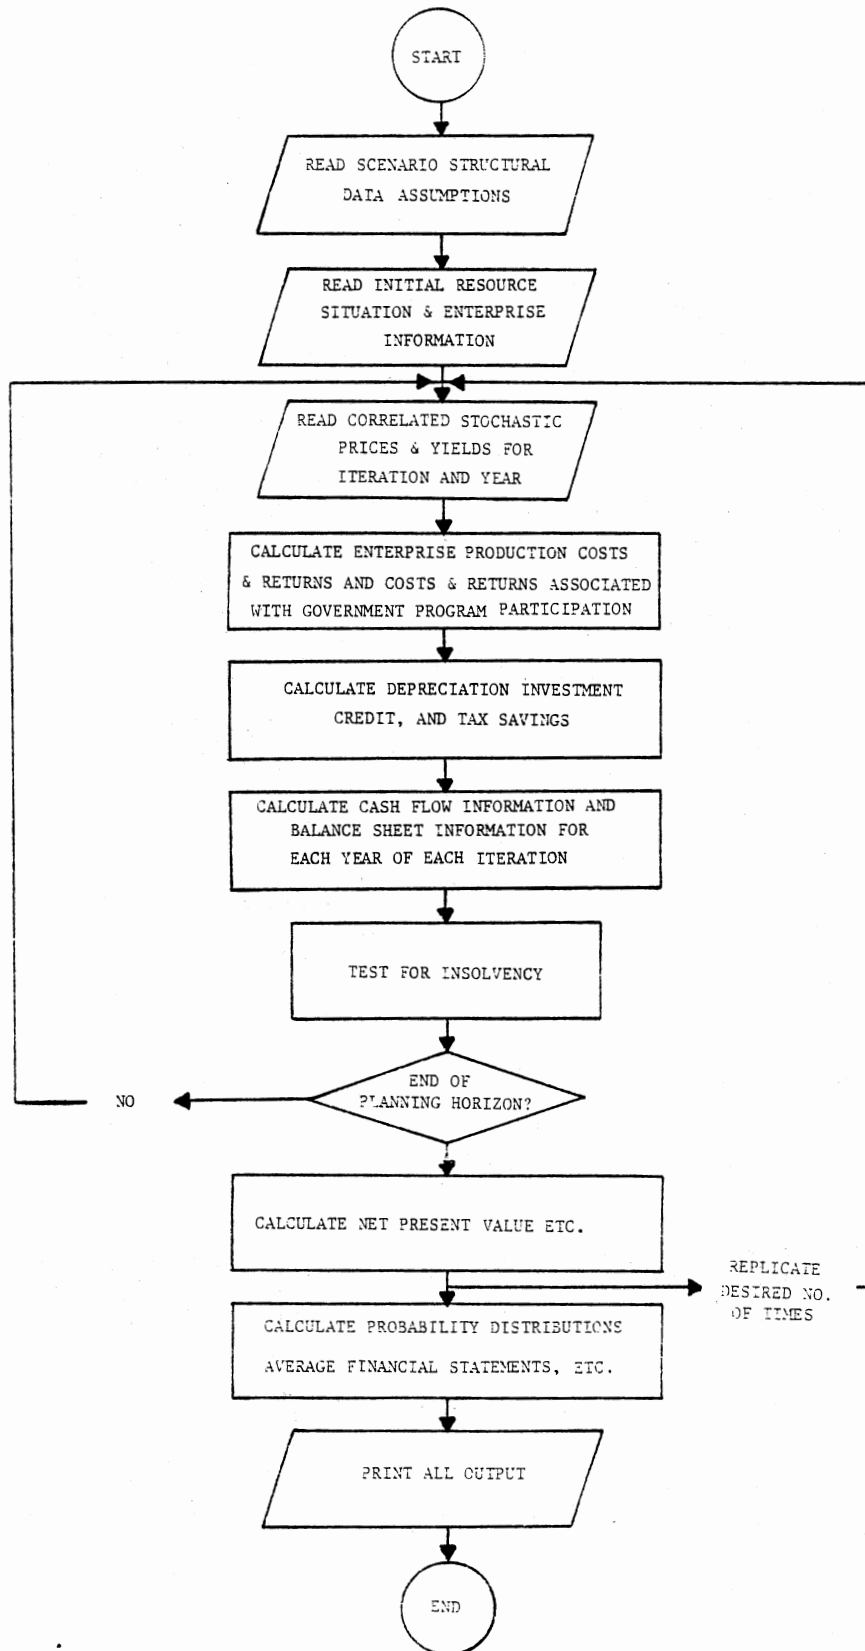 START
READ SCENARIO STRUCTURAL
DATA ASSUMPTIONS
READ INITIAL RESOURCE
SITUATION & ENTERPRISE
INFORMATION
READ CORRELATED STOCHASTIC
PRICES & YIELDS FOR
ITERATION AND YEAR
CALCULATE ENTERPRISE PRODUCTION COSTS
& RETURNS AND COSTS & RETURNS ASSOCIATED
WITH GOVERNMENT PROGRAM PARTICIPATION
CALCULATE DEPRECIATION INVESTMENT
CREDIT, AND TAX SAVINGS
CALCULATE CASH FLOW INFORMATION AND
BALANCE SHEET INFORMATION FOR
EACH YEAR OF EACH ITERATION
TEST FOR INSOLVENCY
END OF
PLANNING HORIZON?
NO
CALCULATE NET PRESENT VALUE ETC.
REPLICATE
DESIRED NO.
OF TIMES
CALCULATE PROBABILITY DISTRIBUTIONS
AVERAGE FINANCIAL STATEMENTS, ETC.
PRINT ALL OUTPUT
END